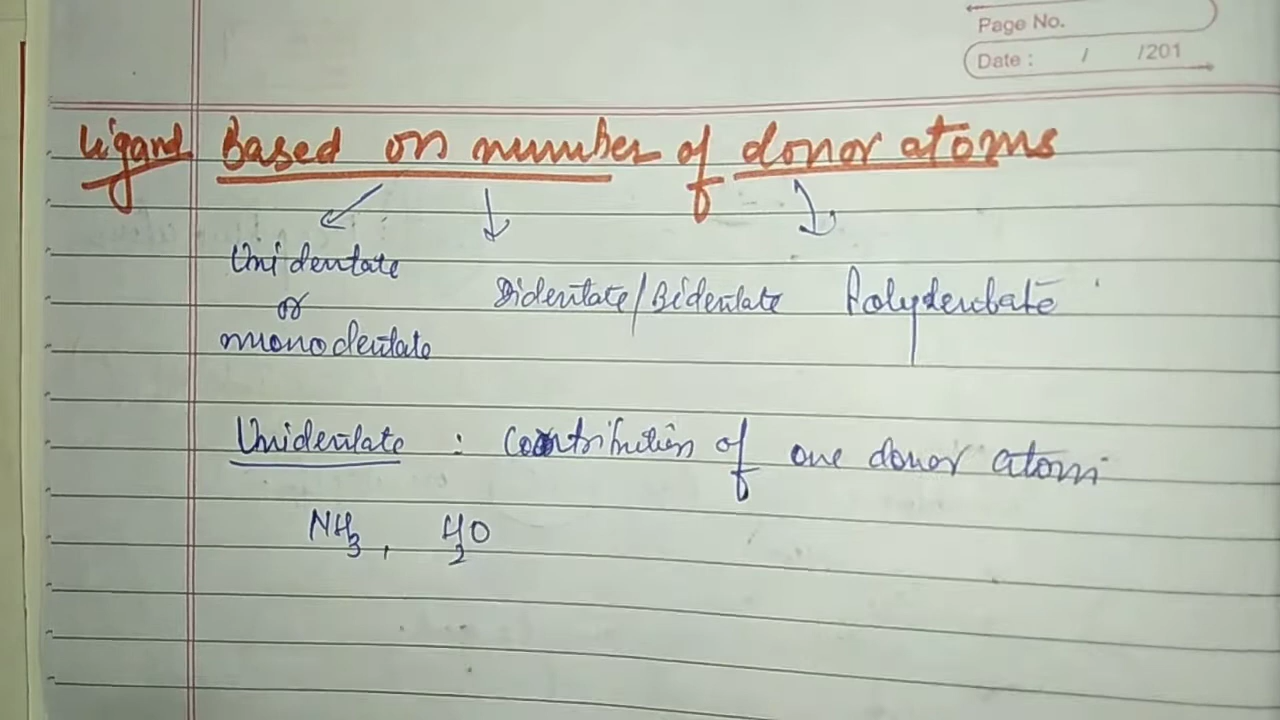 Page No.
Date : / /201
Ligand Based on number of donor atoms
Unidentate
or
monodentate
Didentate/Bidentate
Polydentate
Unidentate : Contribution of one donor atom
NH3, H2O